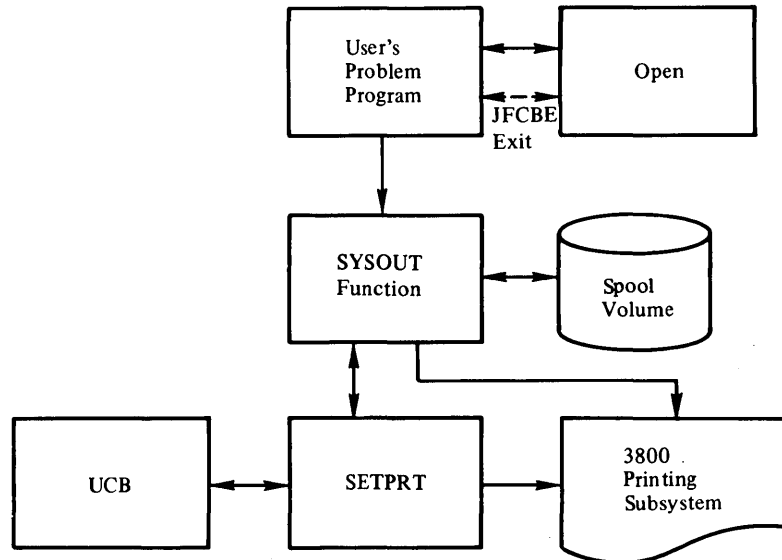 User's
Problem
Program
Open
JFCBE
Exit
SYSOUT
Function
Spool
Volume
UCB
SETPRT
3800
Printing
Subsystem